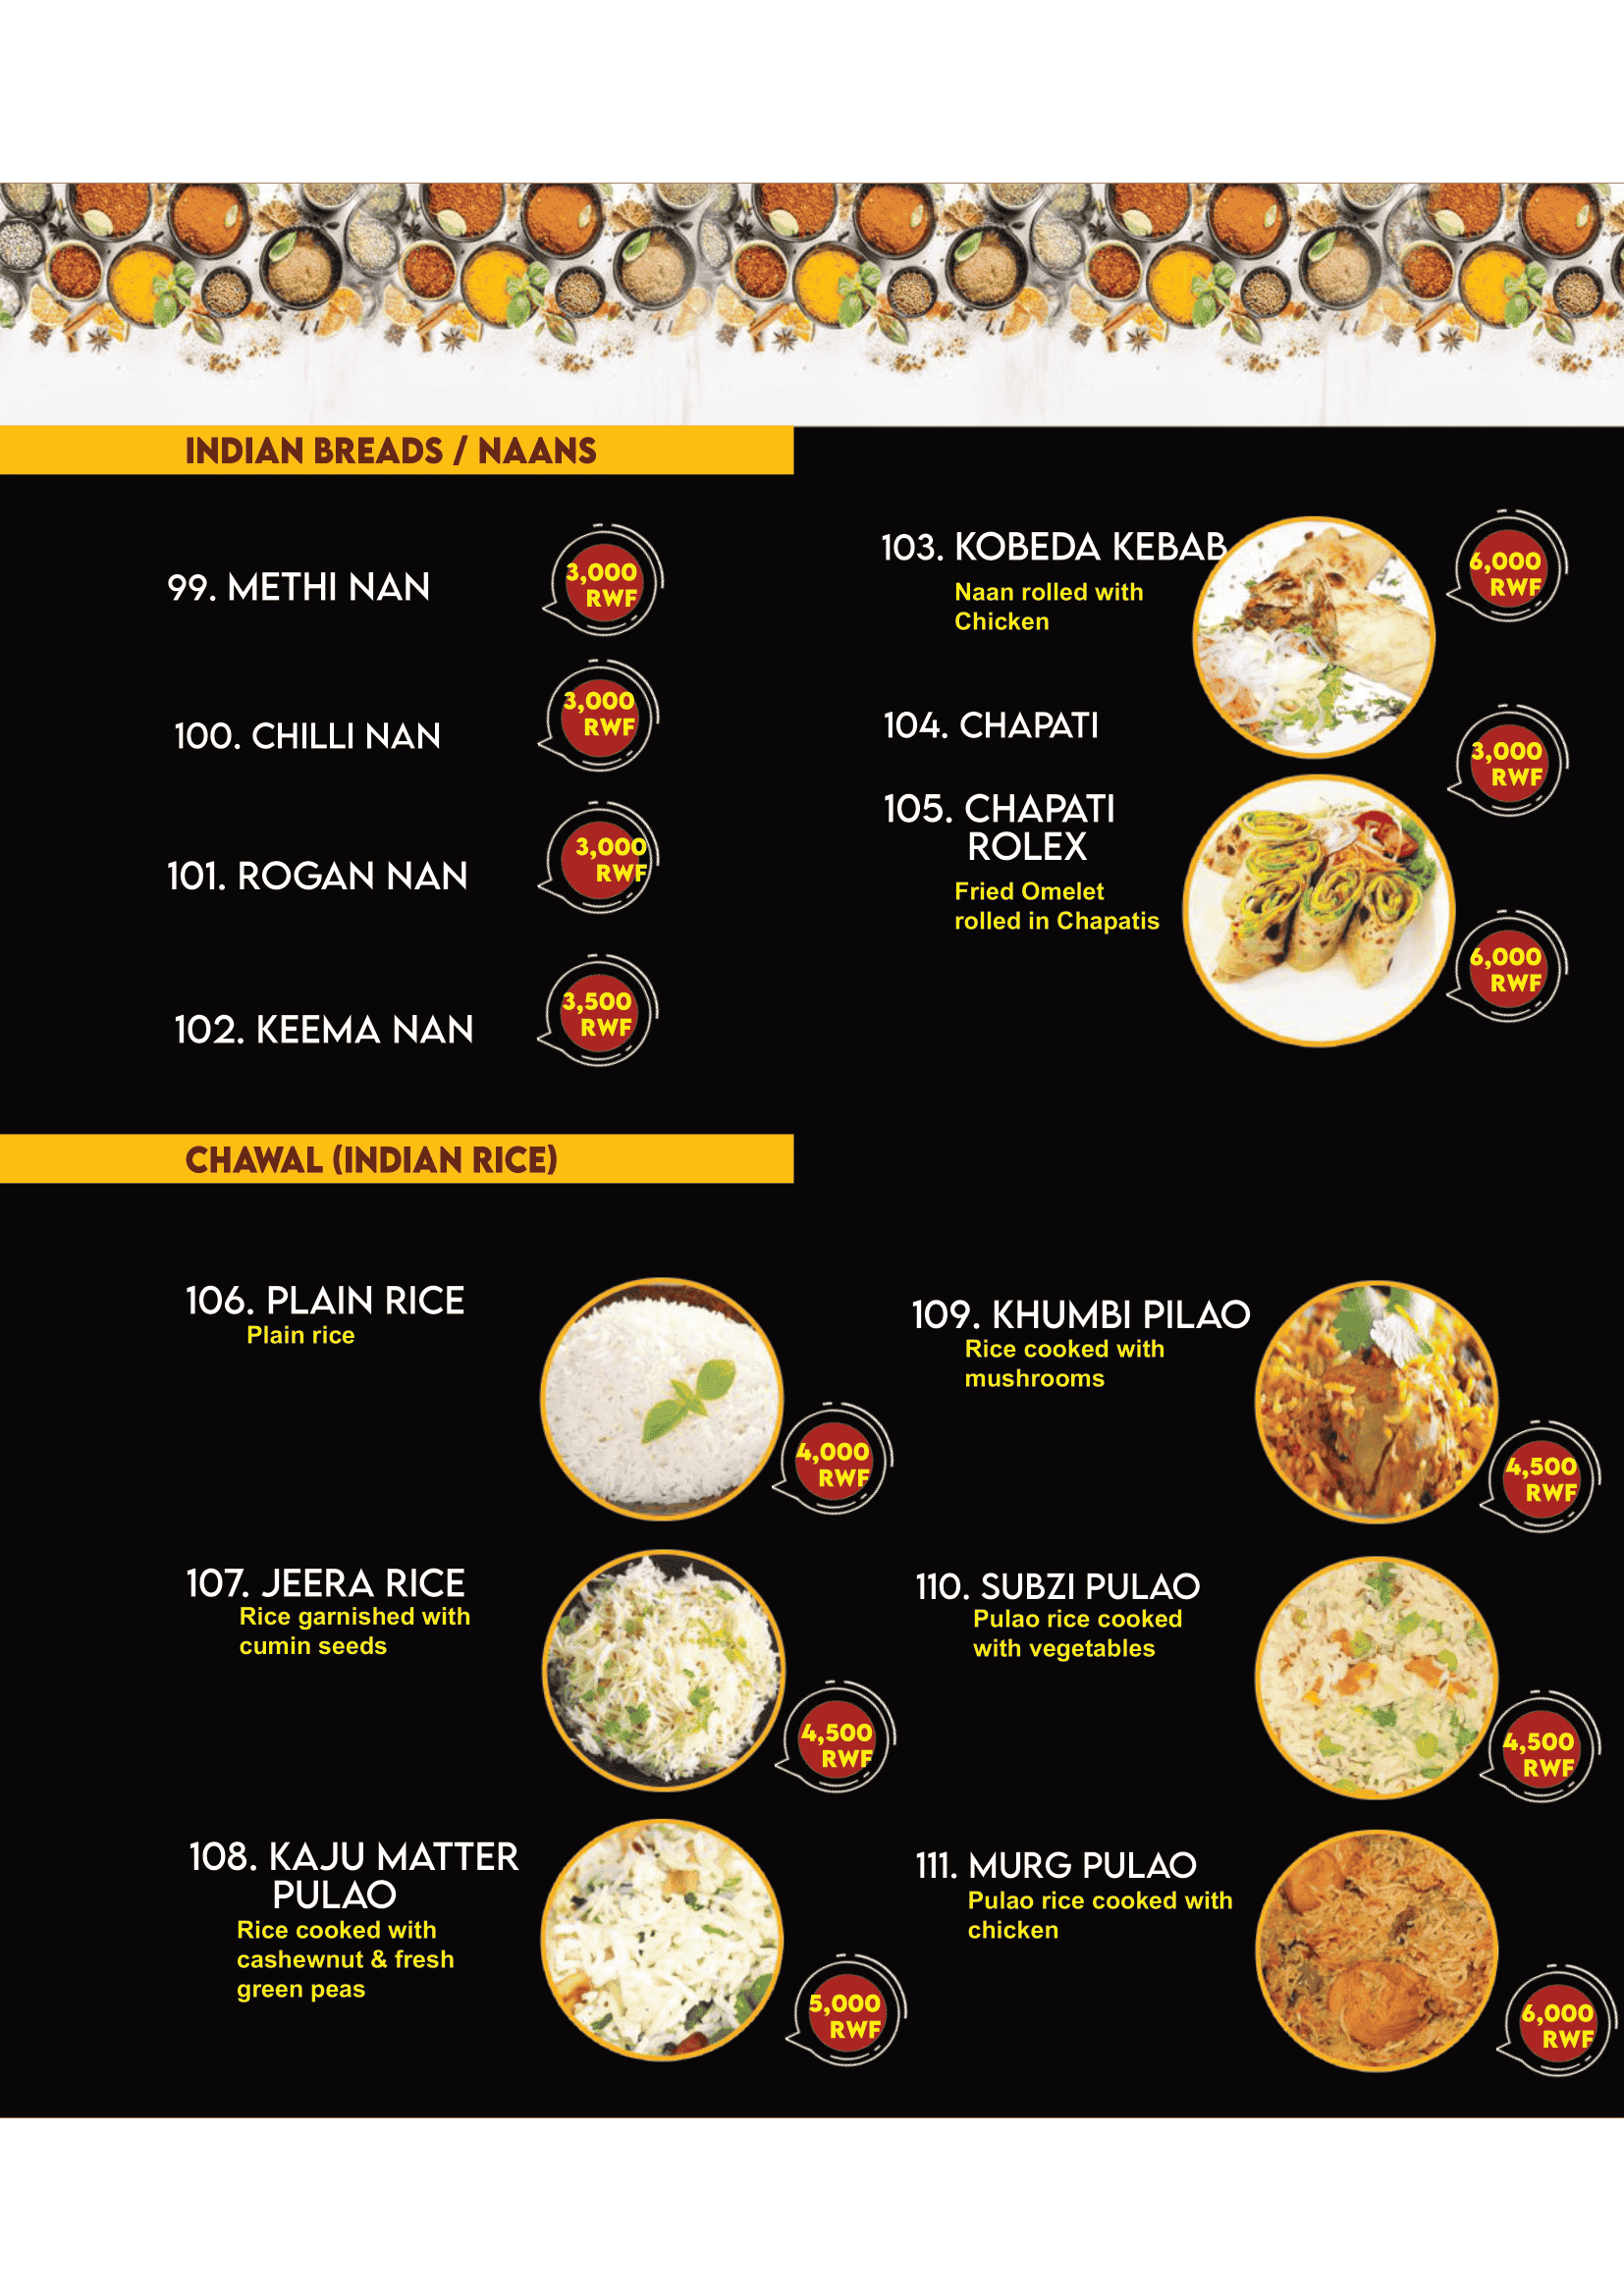 INDIAN BREADS / NAANS
99. METHI NAN
3,000
RWF
100. CHILLI NAN
3,000
RWF
101. ROGAN NAN
3,000
RWF
102. KEEMA NAN
3,500
RWF
103. KOBEDA KEBAB
Naan rolled with
Chicken
6,000
RWF
104. CHAPATI
3,000
RWF
105. CHAPATI
ROLEX
Fried Omelet
rolled in Chapatis
6,000
RWF
CHAWAL (INDIAN RICE)
106. PLAIN RICE
Plain rice
4,000
RWF
107. JEERA RICE
Rice garnished with
cumin seeds
4,500
RWF
108. KAJU MATTER
PULAO
Rice cooked with
cashewnut & fresh
green peas
5,000
RWF
109. KHUMBI PILAO
Rice cooked with
mushrooms
4,500
RWF
110. SUBZI PULAO
Pulao rice cooked
with vegetables
4,500
RWF
111. MURG PULAO
Pulao rice cooked with
chicken
6,000
RWF